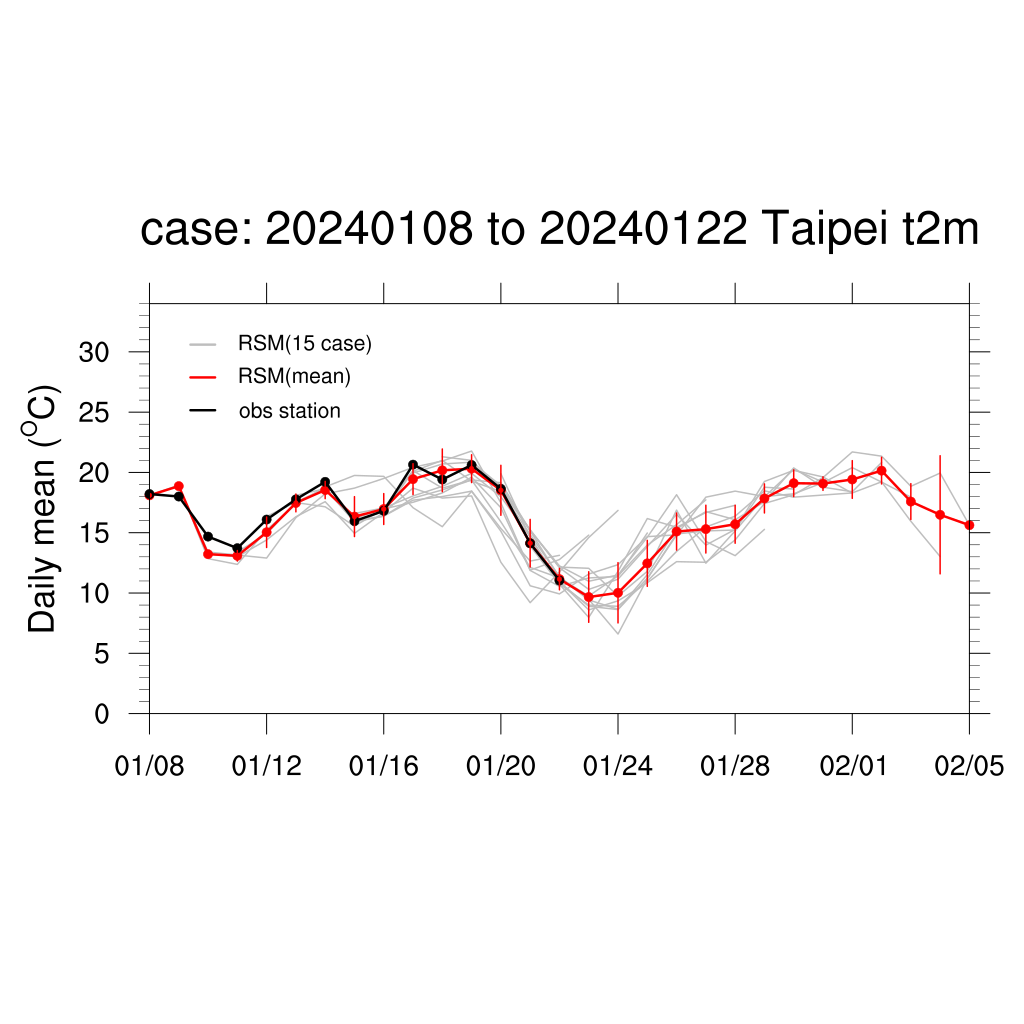 case: 20240108 to 20240122 Taipei t2m
RSM(15 case)
RSM(mean)
obs station
Daily mean (°C)
30
25
20
15
10
5
0
01/08 01/12 01/16 01/20 01/24 01/28 02/01 02/05